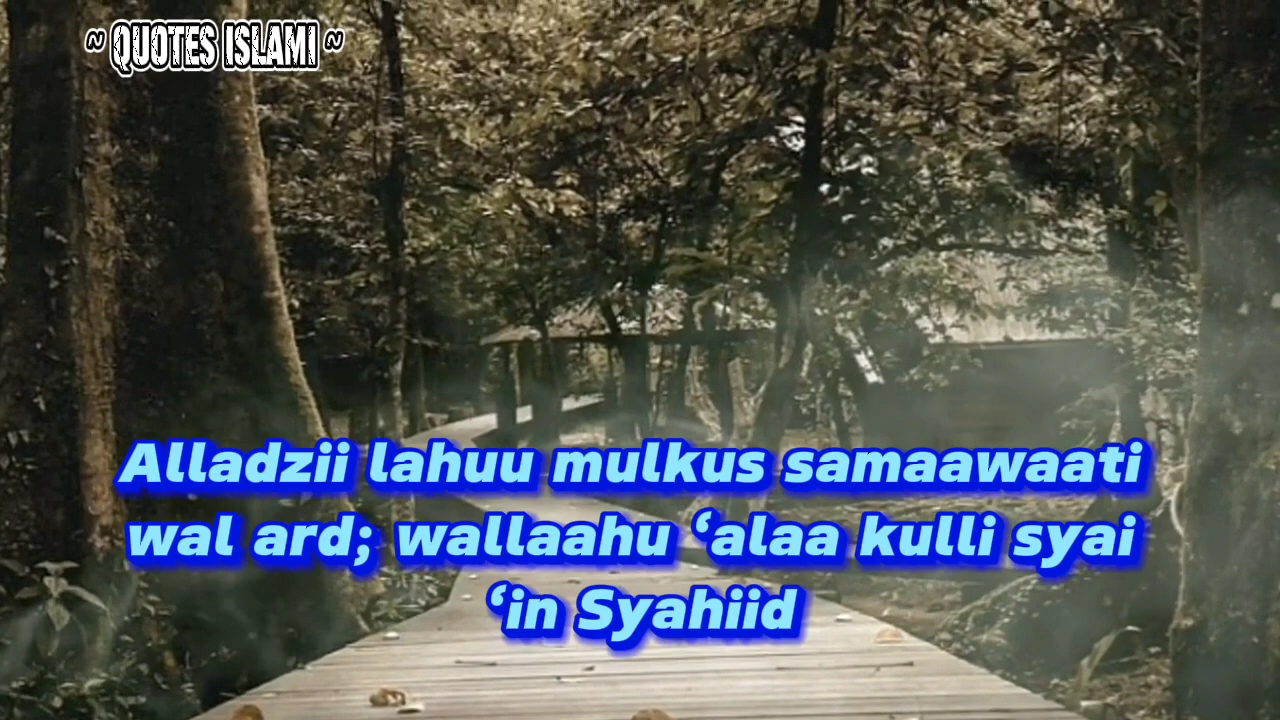 ~ QUOTES ISLAMI ~
Alladzii lahuu mulkus samaawaati
wal ard; wallaahu ‘alaa kulli syai
‘in Syahiid